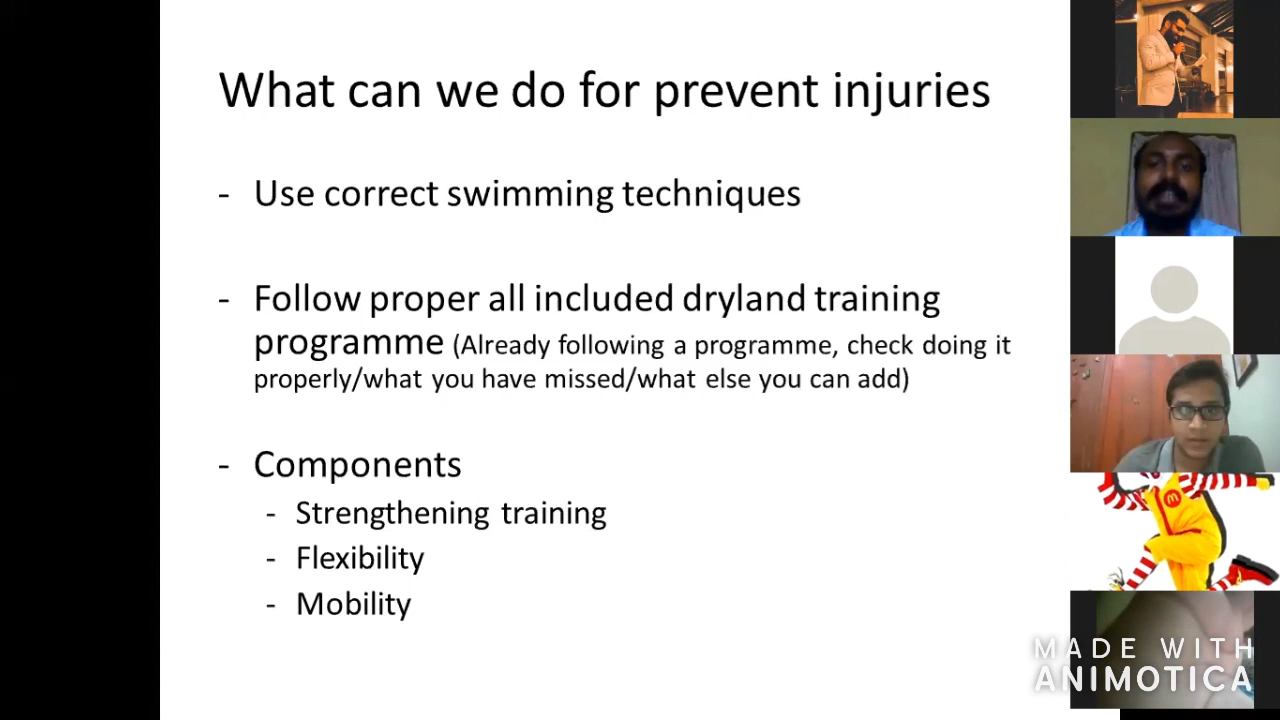 What can we do for prevent injuries
- Use correct swimming techniques
- Follow proper all included dryland training
programme (Already following a programme, check doing it
properly/what you have missed/what else you can add)
- Components
- Strengthening training
- Flexibility
- Mobility
MADE WITH
ANIMOTICA